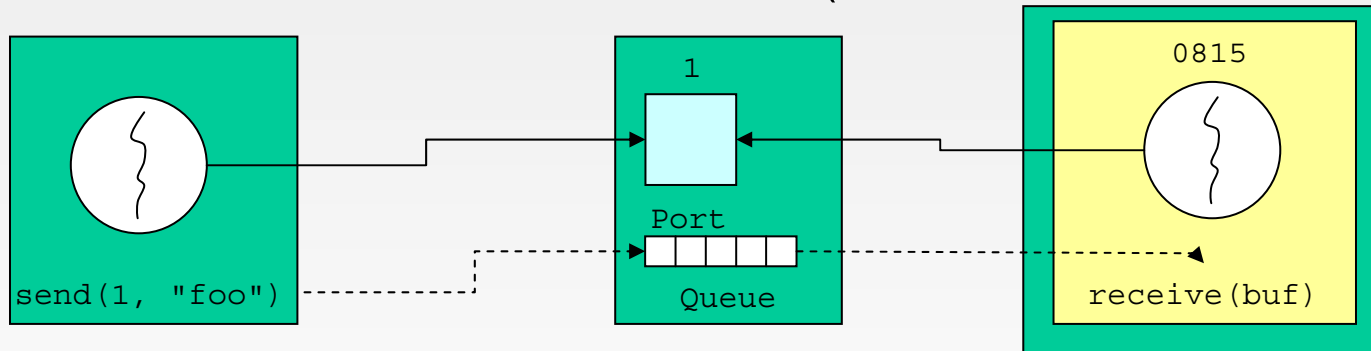 send(1, "foo")
1
Port
Queue
0815
receive(buf)